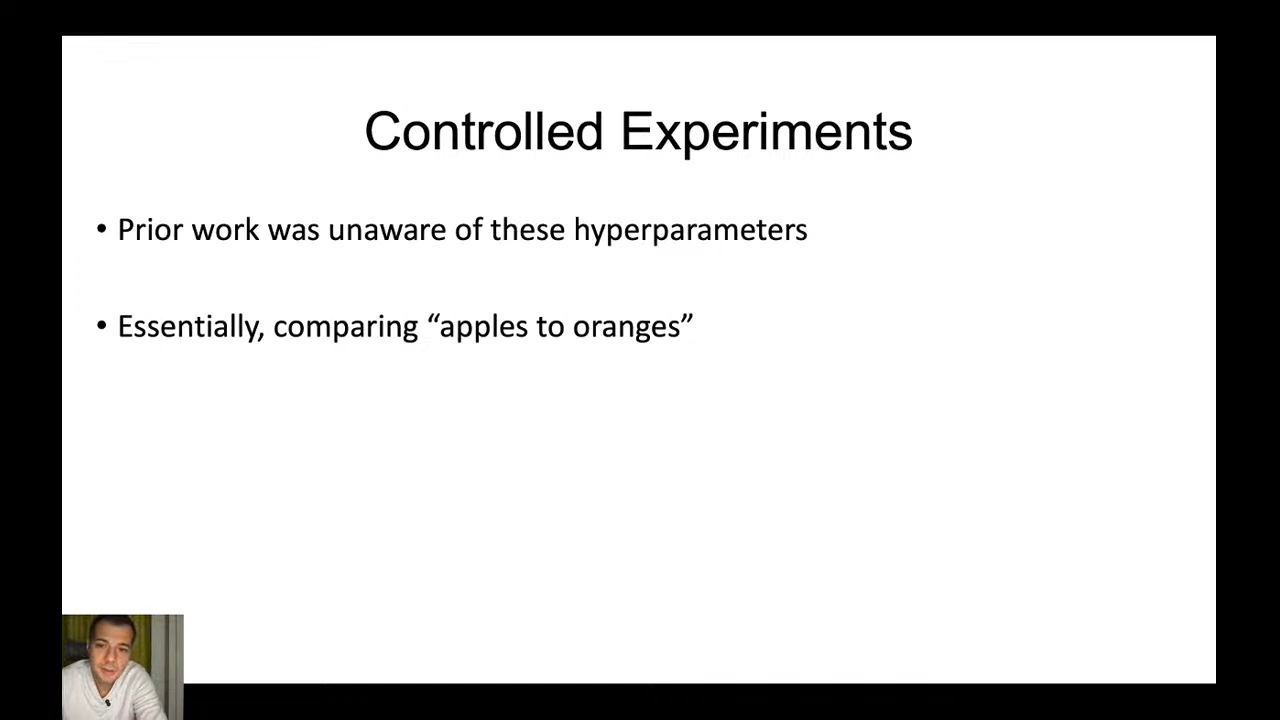 Controlled Experiments
• Prior work was unaware of these hyperparameters
• Essentially, comparing “apples to oranges”